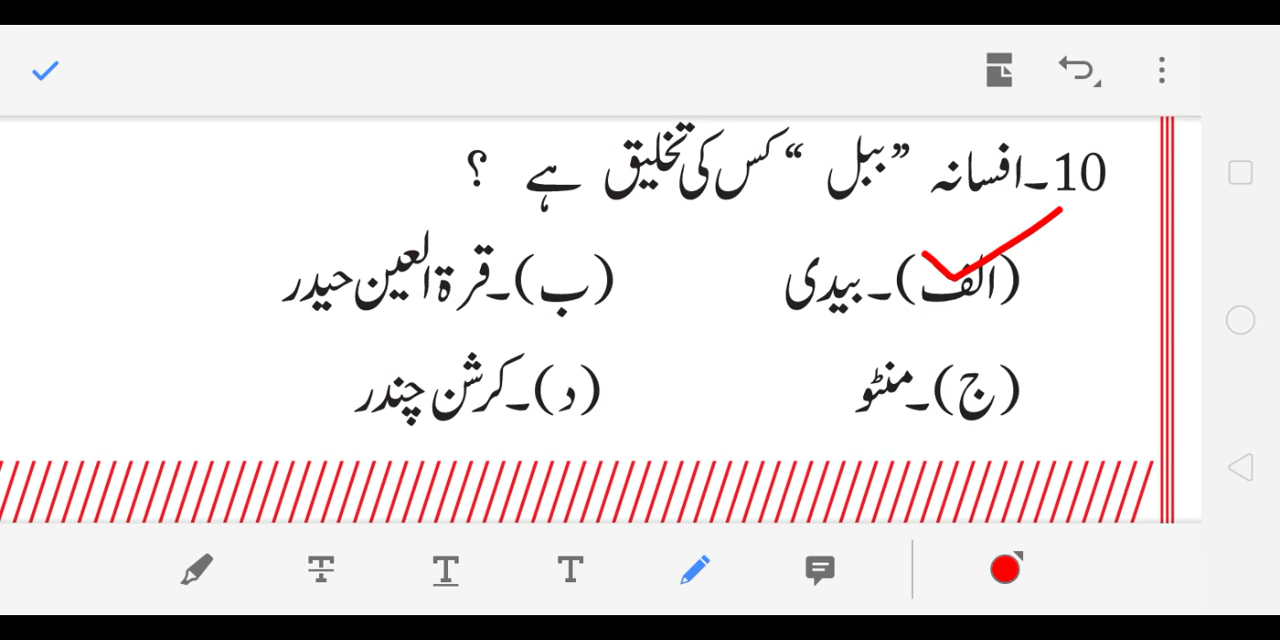 10۔افسانہ ”ببل “ کس کی تخلیق ہے ؟
(الف)۔بیدی (ب)۔قرۃ العین حیدر
(ج)۔منٹو (د)۔کرشن چندر